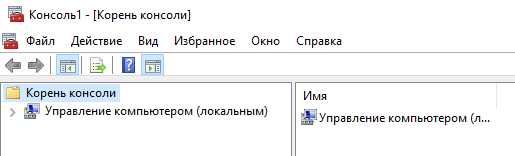 Консоль1 - [Корень консоли]
Файл Действие Вид Избранное Окно Справка
Корень консоли
Управление компьютером (локальным)
Имя
Управление компьютером (л...